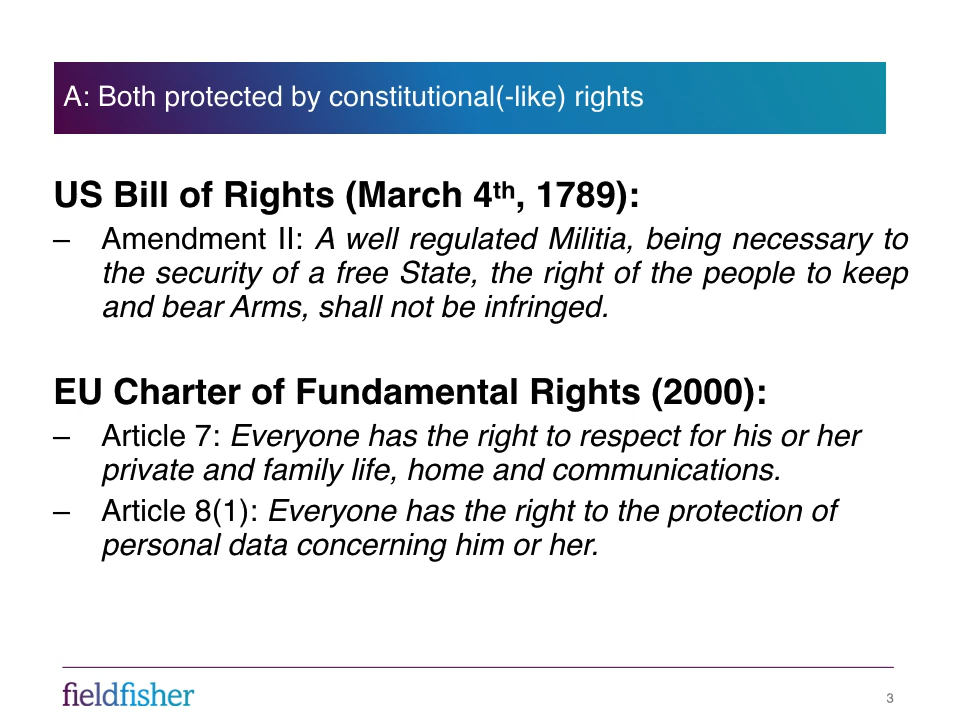 A: Both protected by constitutional(-like) rights
US Bill of Rights (March 4th, 1789):
– Amendment II: A well regulated Militia, being necessary to
the security of a free State, the right of the people to keep
and bear Arms, shall not be infringed.
EU Charter of Fundamental Rights (2000):
– Article 7: Everyone has the right to respect for his or her
private and family life, home and communications.
– Article 8(1): Everyone has the right to the protection of
personal data concerning him or her.
fieldfisher
3